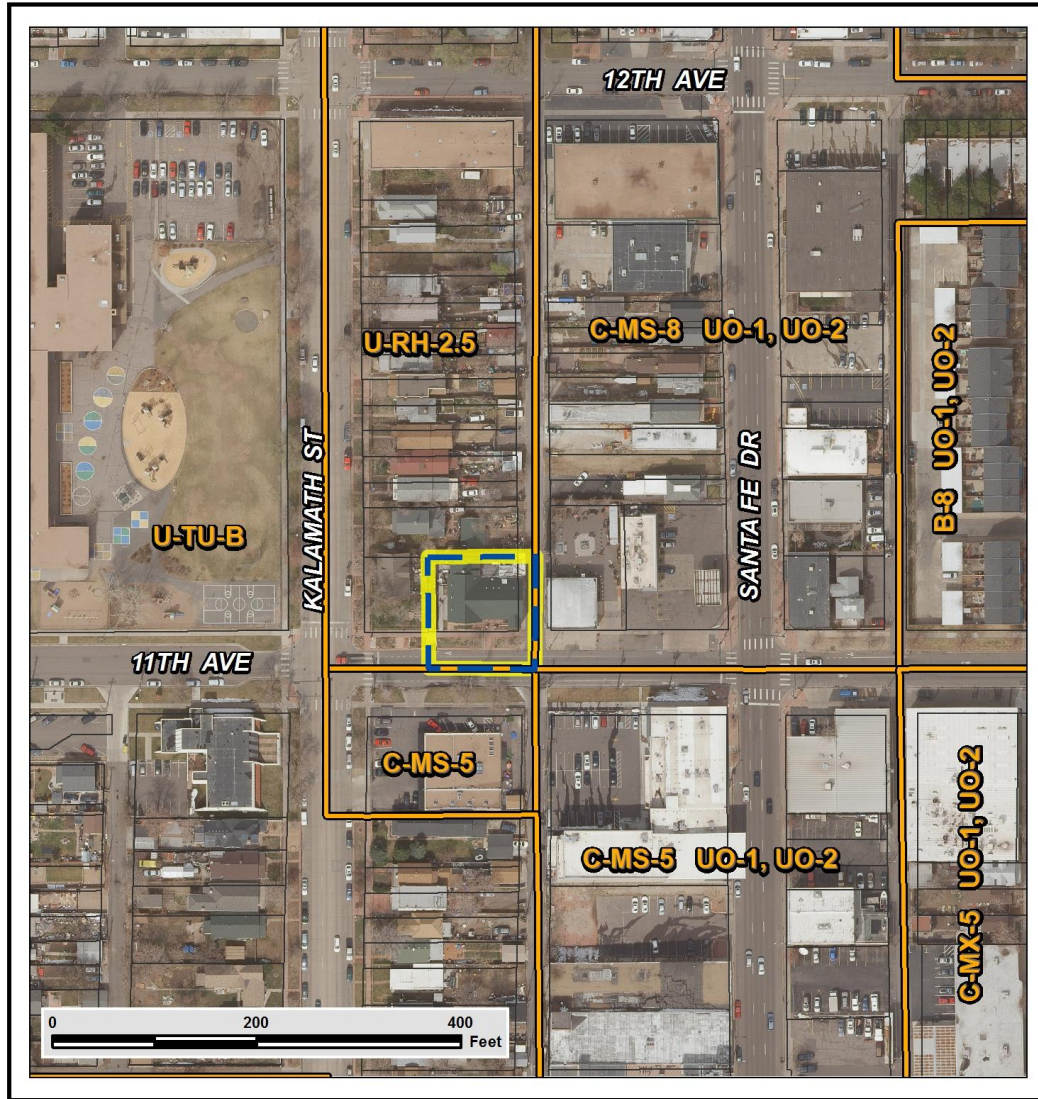 12TH AVE
U-RH-2.5
C-MS-8 UO-1, UO-2
B-8 UO-1, UO-2
KALAMATH ST
SANTA FE DR
U-TU-B
11TH AVE
C-MS-5
C-MS-5 UO-1, UO-2
C-MX-5 UO-1, UO-2
0 200 400
Feet